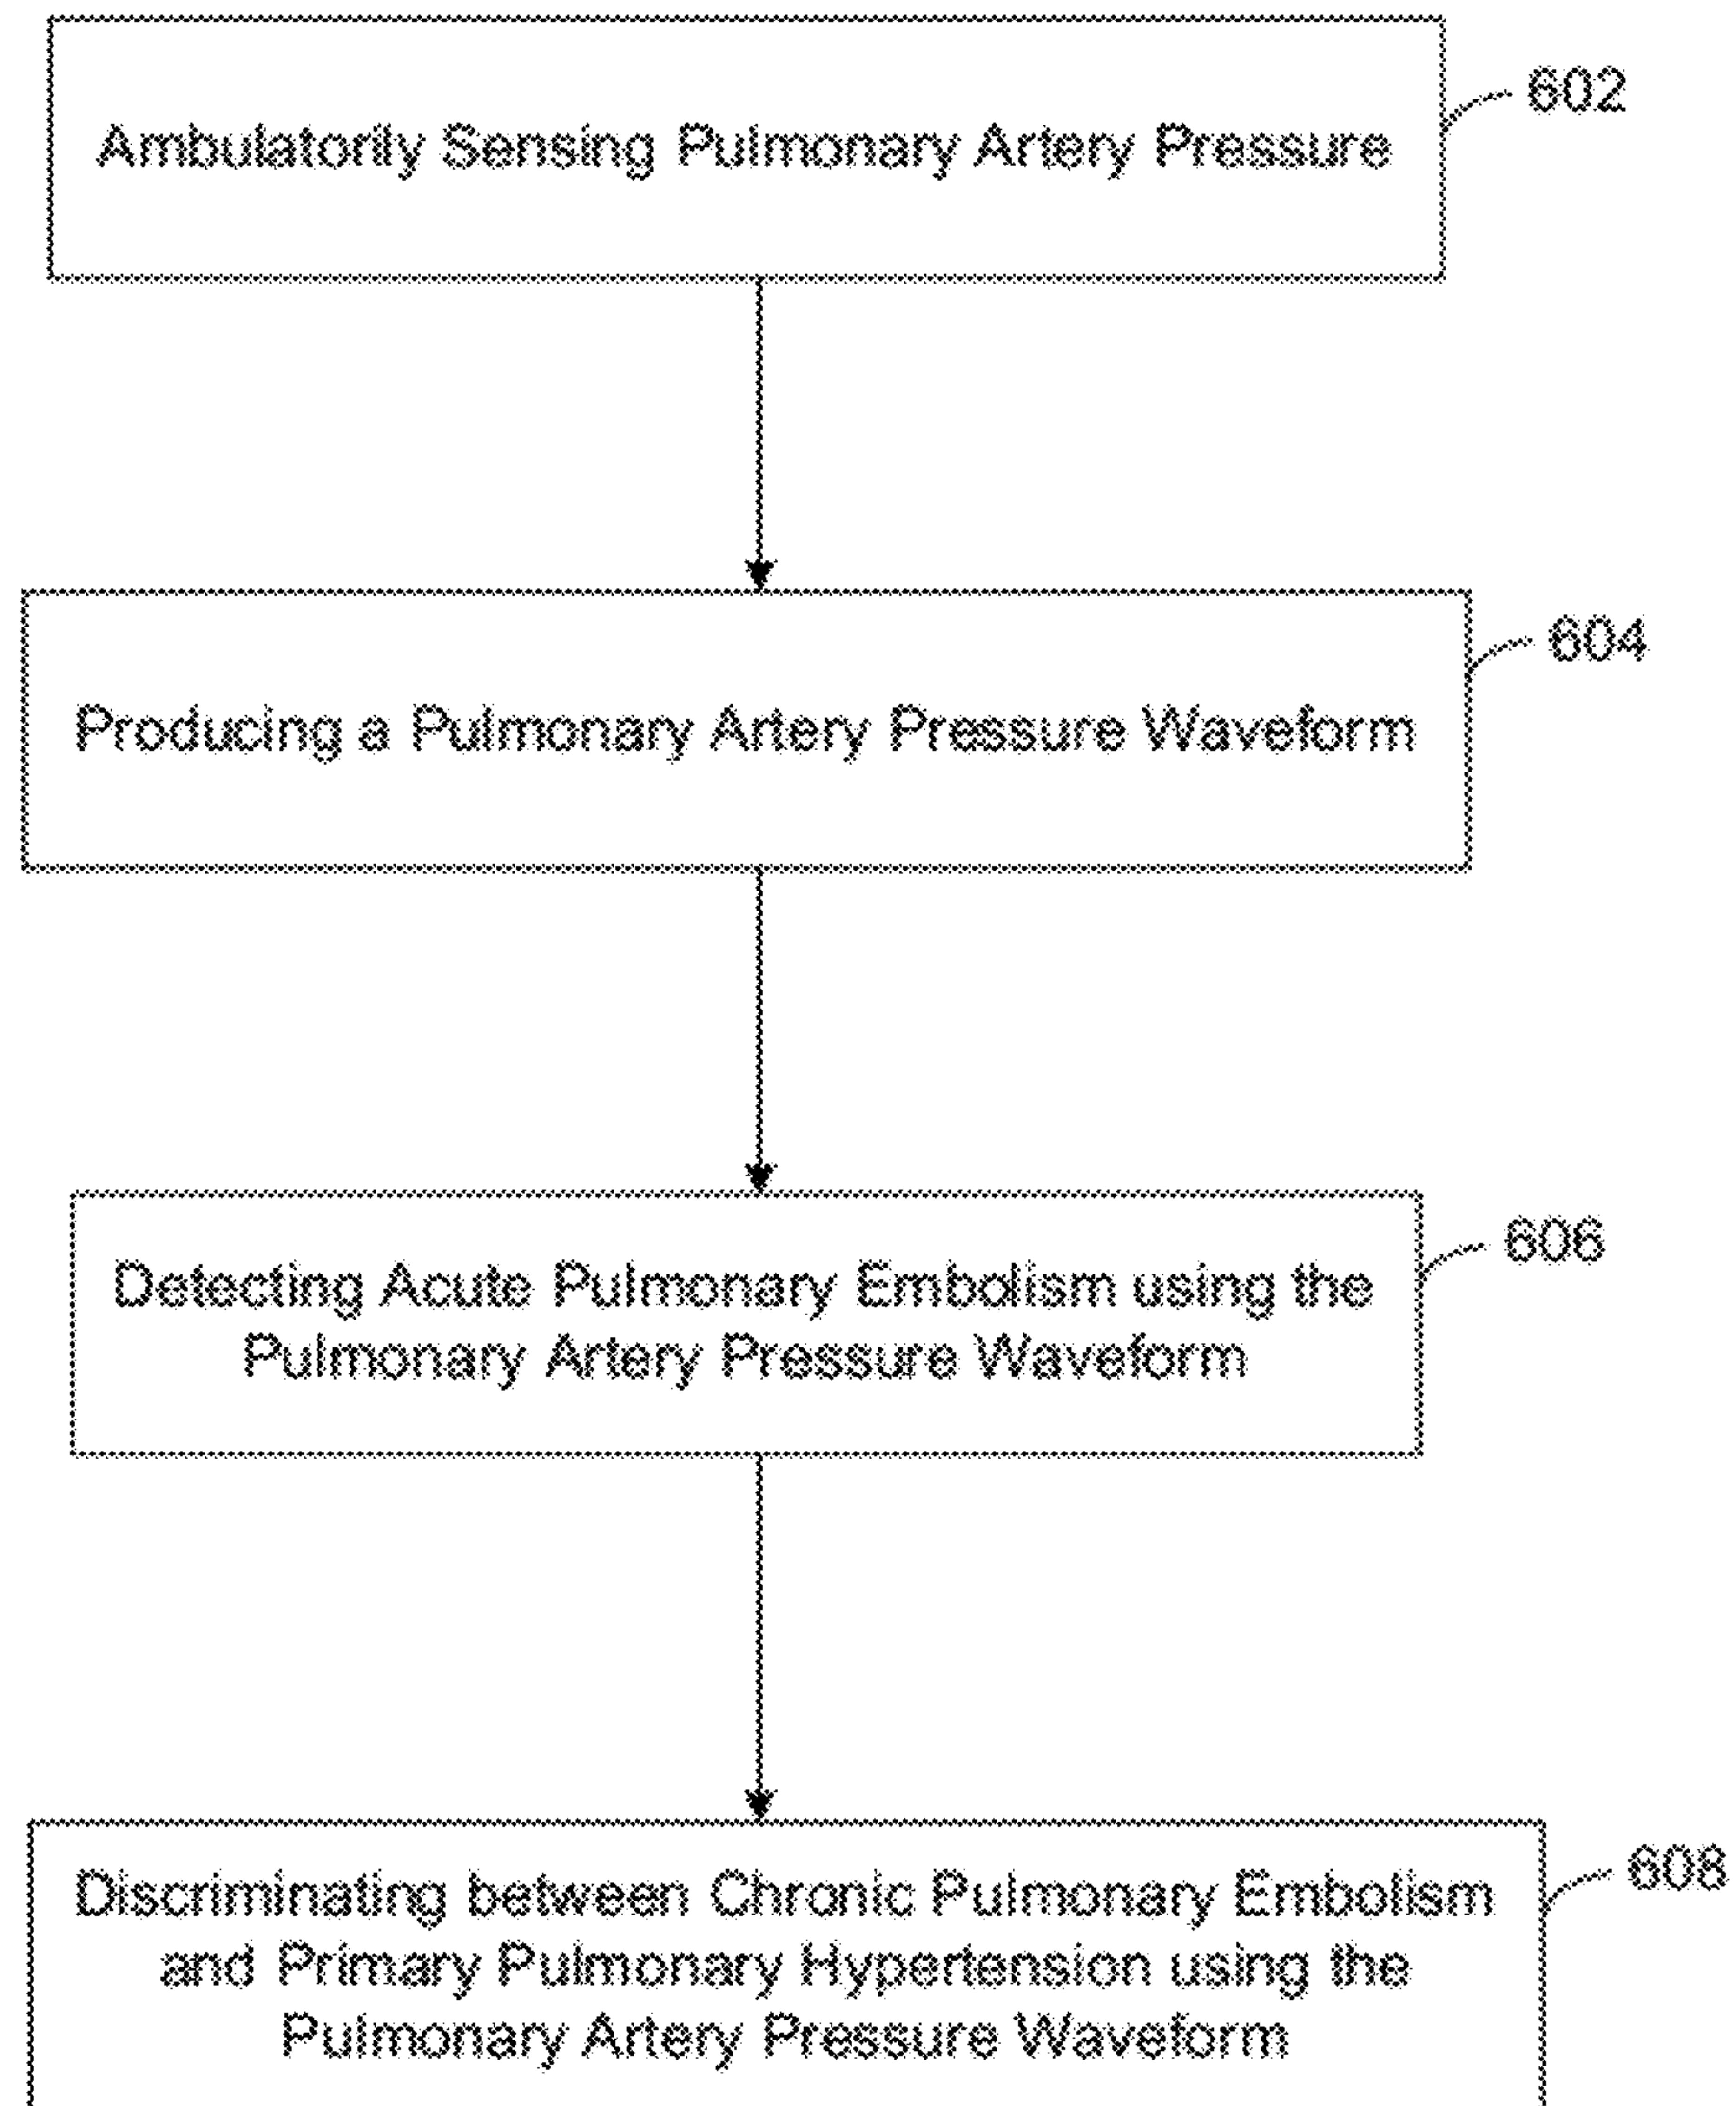 Ambulatorily Sensing Pulmonary Artery Pressure
602
Producing a Pulmonary Artery Pressure Waveform
604
Detecting Acute Pulmonary Embolism using the
Pulmonary Artery Pressure Waveform
606
Discriminating between Chronic Pulmonary Embolism
and Primary Pulmonary Hypertension using the
Pulmonary Artery Pressure Waveform
608